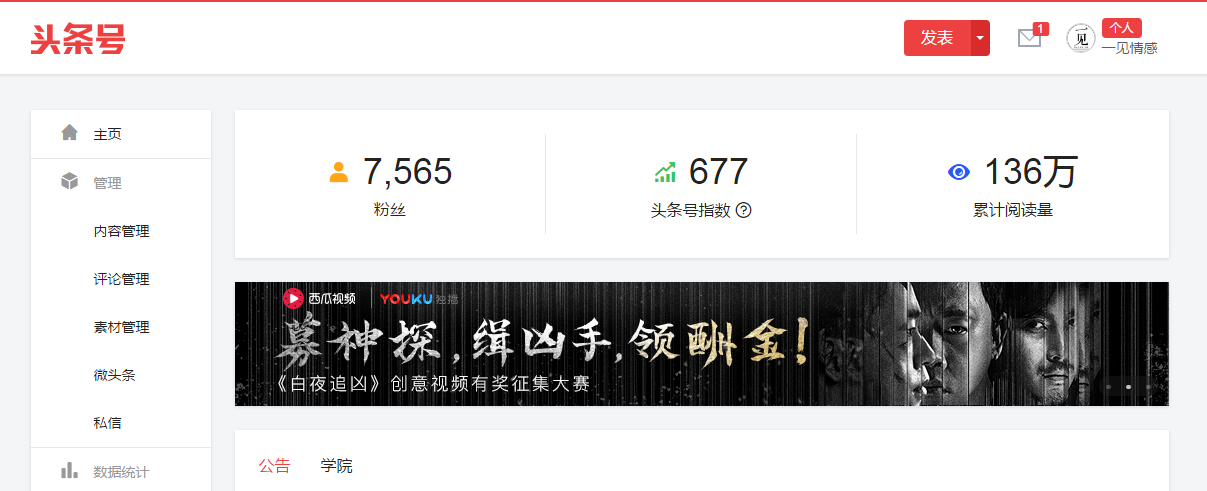 头条号
发表
1
一见
个人
一见情感
主页
管理
内容管理
评论管理
素材管理
微头条
私信
数据统计
7,565
粉丝
677
头条号指数 ?
136万
累计阅读量
西瓜视频 YOUKU 独播
募神探,缉凶手,领酬金!
《白夜追凶》创意视频有奖征集大赛
公告 学院